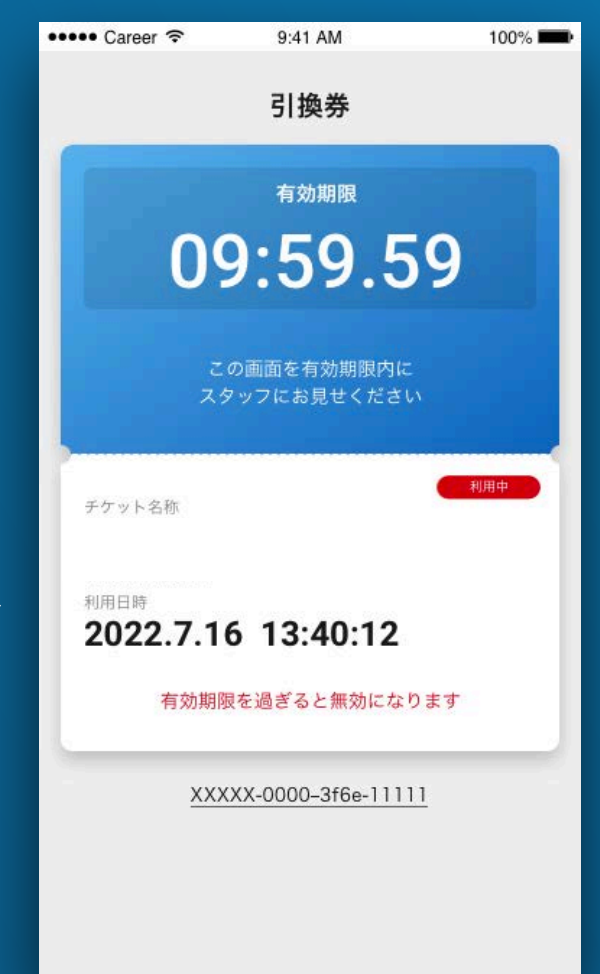 ●●●●● Career 9:41 AM 100%
引換券
有効期限
09:59.59
この画面を有効期限内に
スタッフにお見せください
利用中
チケット名称
利用日時
2022.7.16 13:40:12
有効期限を過ぎると無効になります
XXXXX-0000–3f6e-11111